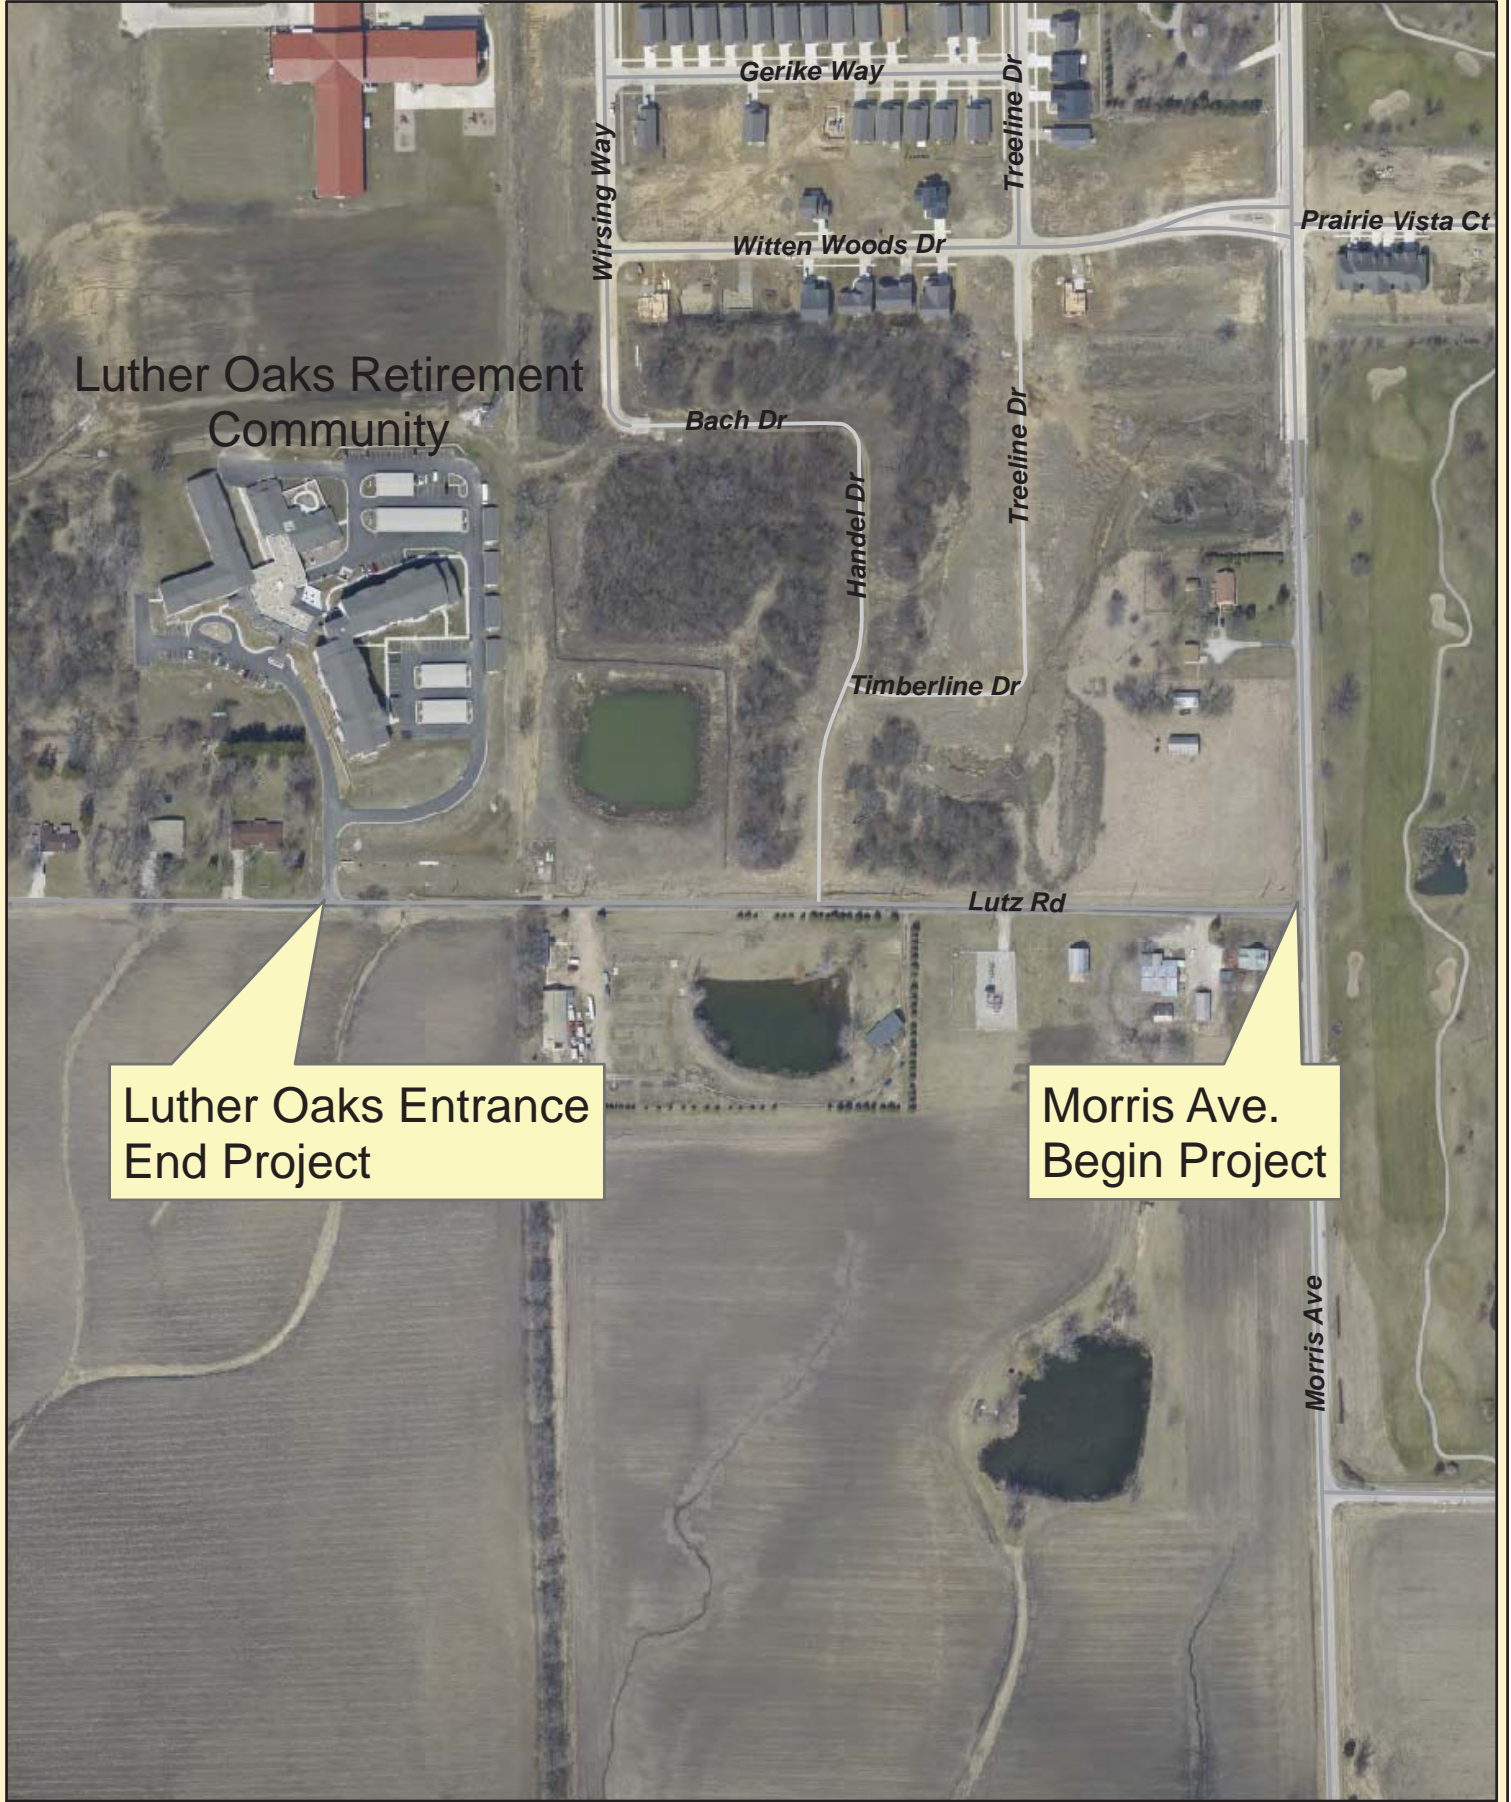 Gerike Way
Treeline Dr
Wirsing Way
Prairie Vista Ct
Witten Woods Dr
Luther Oaks Retirement
Community
Treeline Dr
Bach Dr
Handel Dr
Timberline Dr
Lutz Rd
Luther Oaks Entrance
End Project
Morris Ave.
Begin Project
Morris Ave